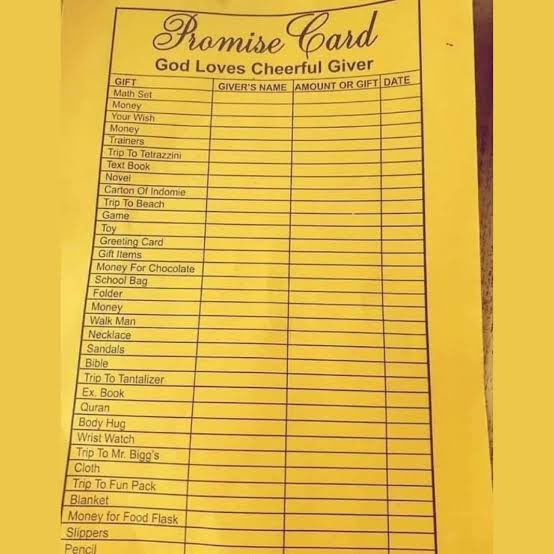 Promise Card
God Loves Cheerful Giver
GIFT GIVER'S NAME AMOUNT OR GIFT DATE
Math Set
Money
Your Wish
Money
Trainers
Trip To Tetrazzini
Text Book
Novel
Carton Of Indomie
Trip To Beach
Game
Toy
Greeting Card
Gift Items
Money For Chocolate
School Bag
Folder
Money
Walk Man
Necklace
Sandals
Bible
Trip To Tantalizer
Ex. Book
Quran
Body Hug
Wrist Watch
Trip To Mr. Bigg's
Cloth
Trip To Fun Pack
Blanket
Money for Food Flask
Slippers
Pencil